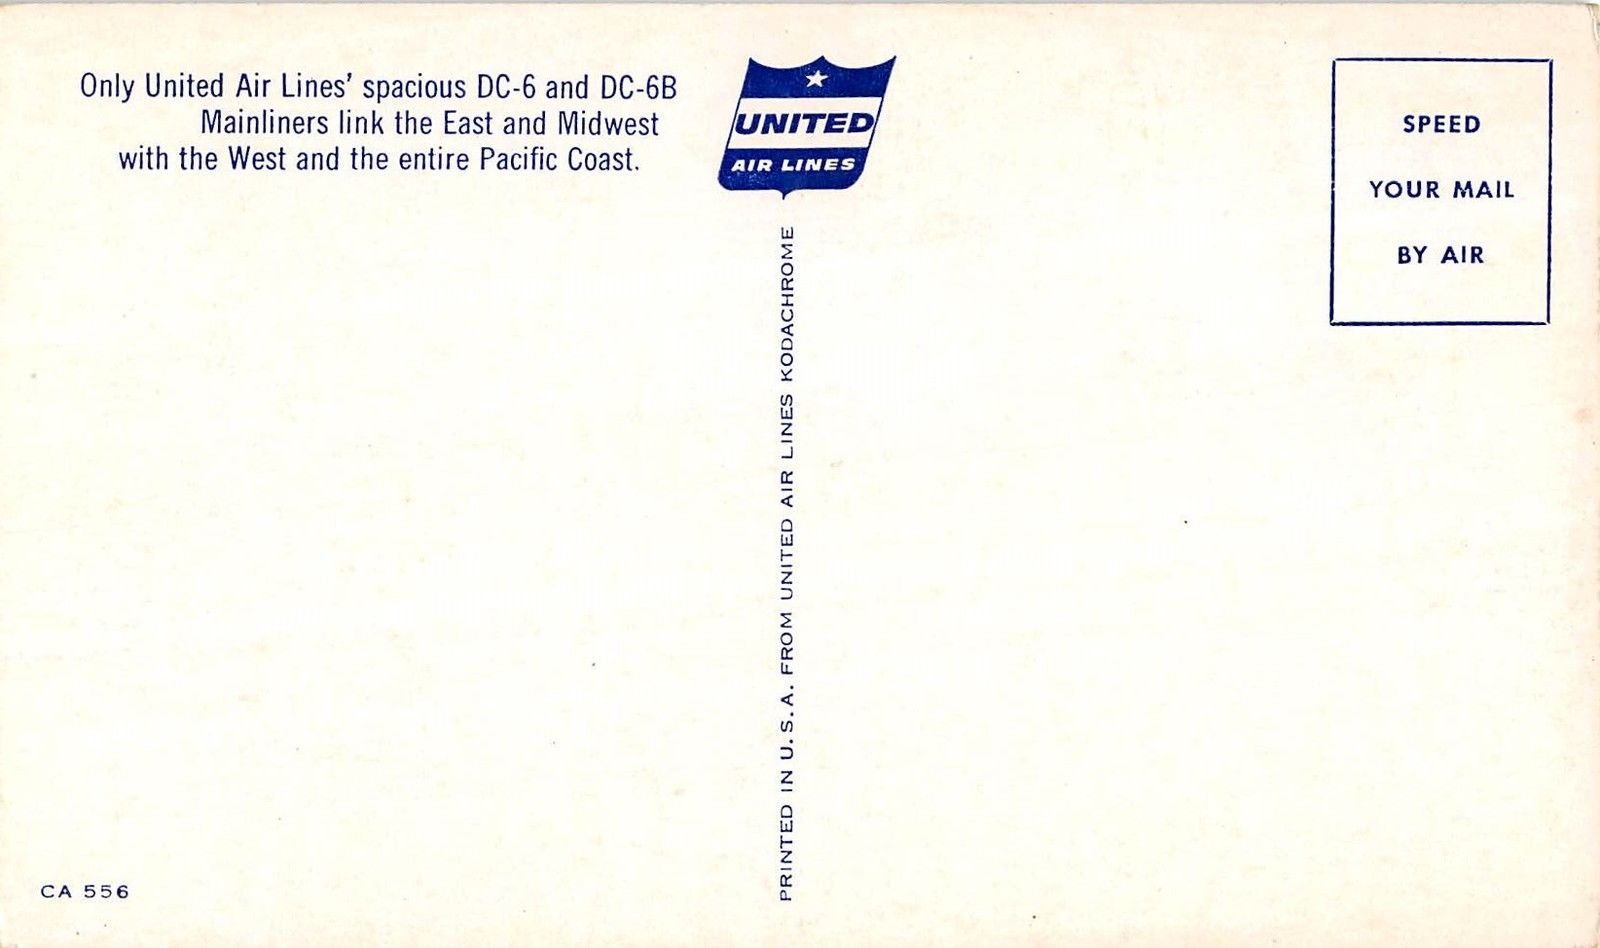 Only United Air Lines' spacious DC-6 and DC-6B
Mainliners link the East and Midwest
with the West and the entire Pacific Coast.
UNITED
AIR LINES
PRINTED IN U.S.A. FROM UNITED AIR LINES KODACHROME
SPEED
YOUR MAIL
BY AIR
CA 556